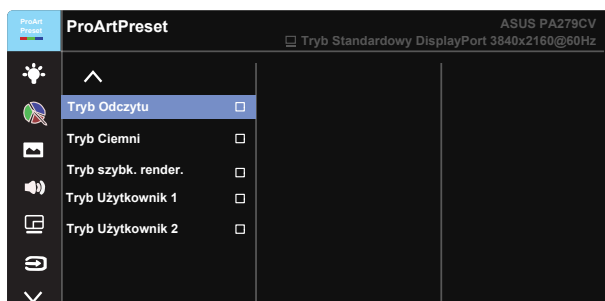 ProArt
Preset
ProArtPreset
ASUS PA279CV
Tryb Standardowy DisplayPort 3840x2160@60Hz
Tryb Odczytu
Tryb Ciemni
Tryb szybk. render.
Tryb Użytkownik 1
Tryb Użytkownik 2